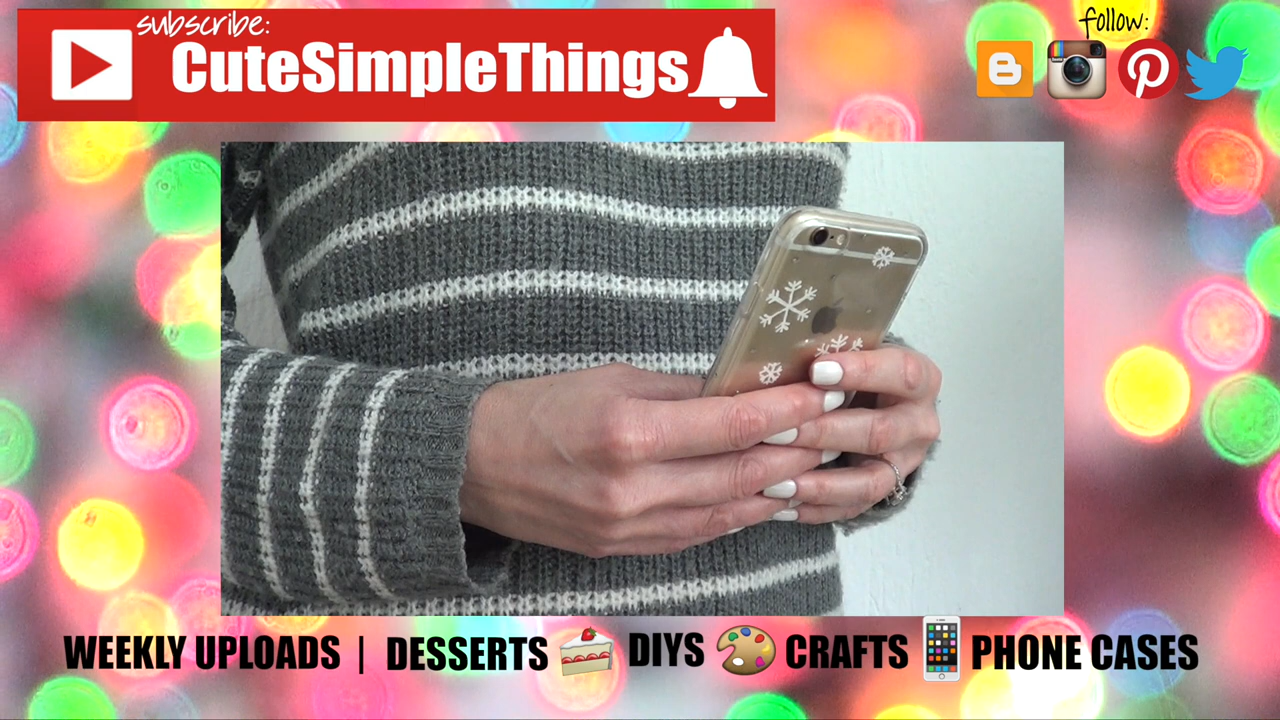 subscribe:
CuteSimpleThings
follow:
WEEKLY UPLOADS | DESSERTS DIYS CRAFTS PHONE CASES